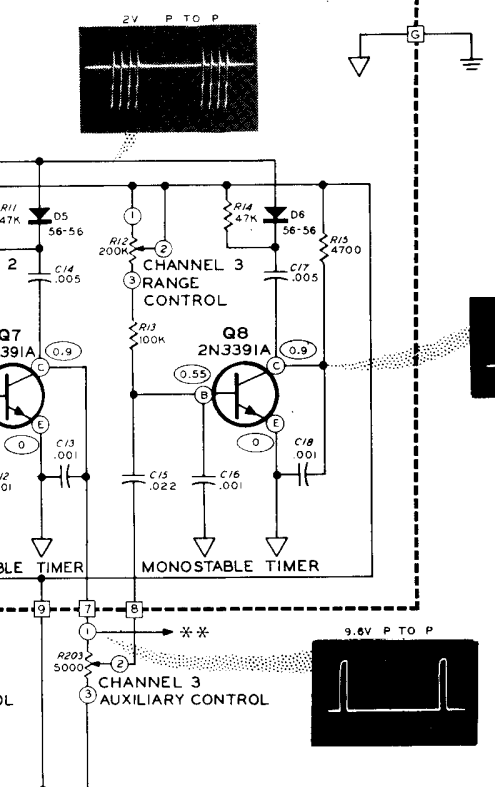 2V P TO P
G
R11
47K
D5
56-56
R14
47K
D6
56-56
1
R12
200K
2
R15
4700
2
C14
.005
CHANNEL 3
3
RANGE
CONTROL
C17
.005
R13
100K
Q7
391A
0.9
C
Q8
2N3391A
0.9
C
0.55
B
E
0
C13
.001
E
0
C18
.001
C15
.022
C16
.001
12
01
BLE TIMER
MONOSTABLE TIMER
9
7
8
1
**
9.6V P TO P
R203
5000
2
CHANNEL 3
3
AUXILIARY CONTROL
OL